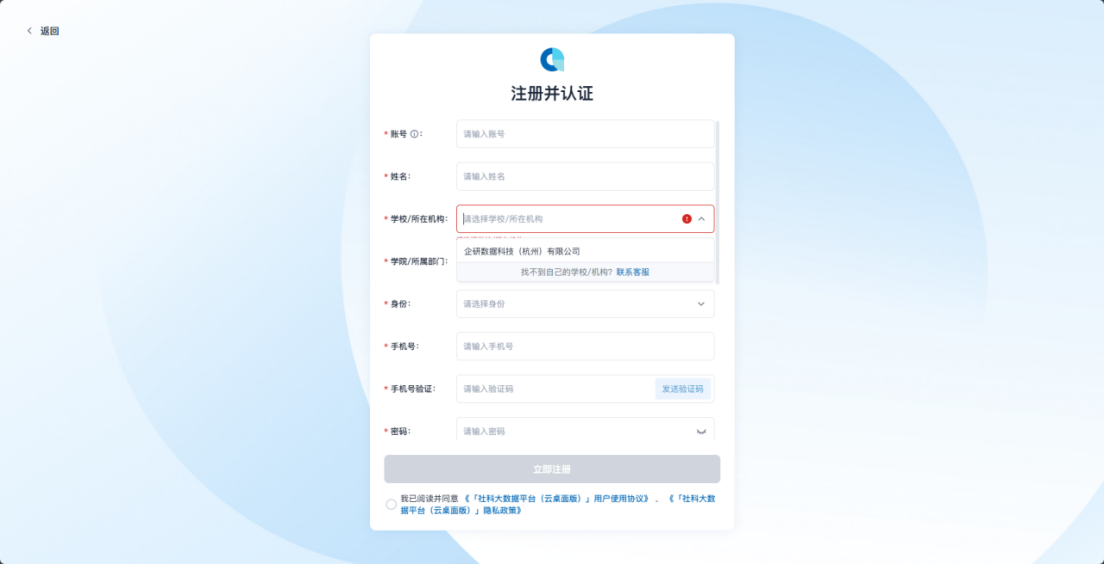 返回
注册并认证
* 账号 ⓘ:
请输入账号
* 姓名:
请输入姓名
* 学校/所在机构:
请选择学校/所在机构
企研数据科技（杭州）有限公司
找不到自己的学校/机构? 联系客服
* 学院/所属部门:
* 身份:
请选择身份
* 手机号:
请输入手机号
* 手机号验证:
请输入验证码
发送验证码
* 密码:
请输入密码
立即注册
我已阅读并同意 《「社科大数据平台（云桌面版）」用户使用协议》 、 《「社科大数
据平台（云桌面版）」隐私政策》